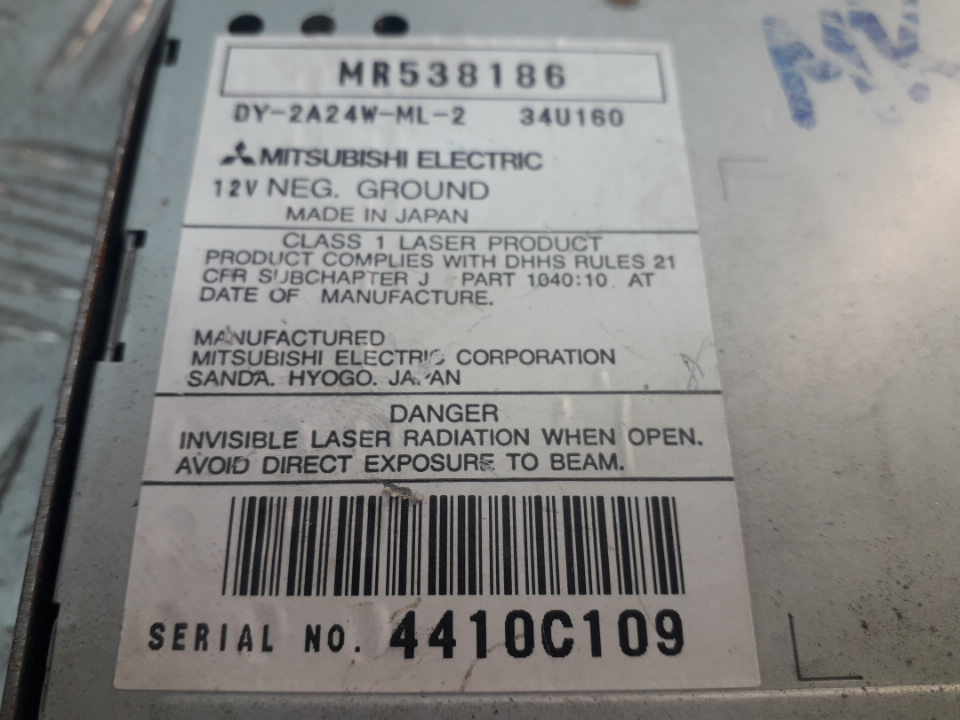 MR538186
DY-2A24W-ML-2 34U160
MITSUBISHI ELECTRIC
12V NEG. GROUND
MADE IN JAPAN
CLASS 1 LASER PRODUCT
PRODUCT COMPLIES WITH DHHS RULES 21
CFR SUBCHAPTER J PART 1040:10. AT
DATE OF MANUFACTURE.
MANUFACTURED
MITSUBISHI ELECTRIC CORPORATION
SANDA. HYOGO. JAPAN
DANGER
INVISIBLE LASER RADIATION WHEN OPEN.
AVOID DIRECT EXPOSURE TO BEAM.
SERIAL NO. 4410C109